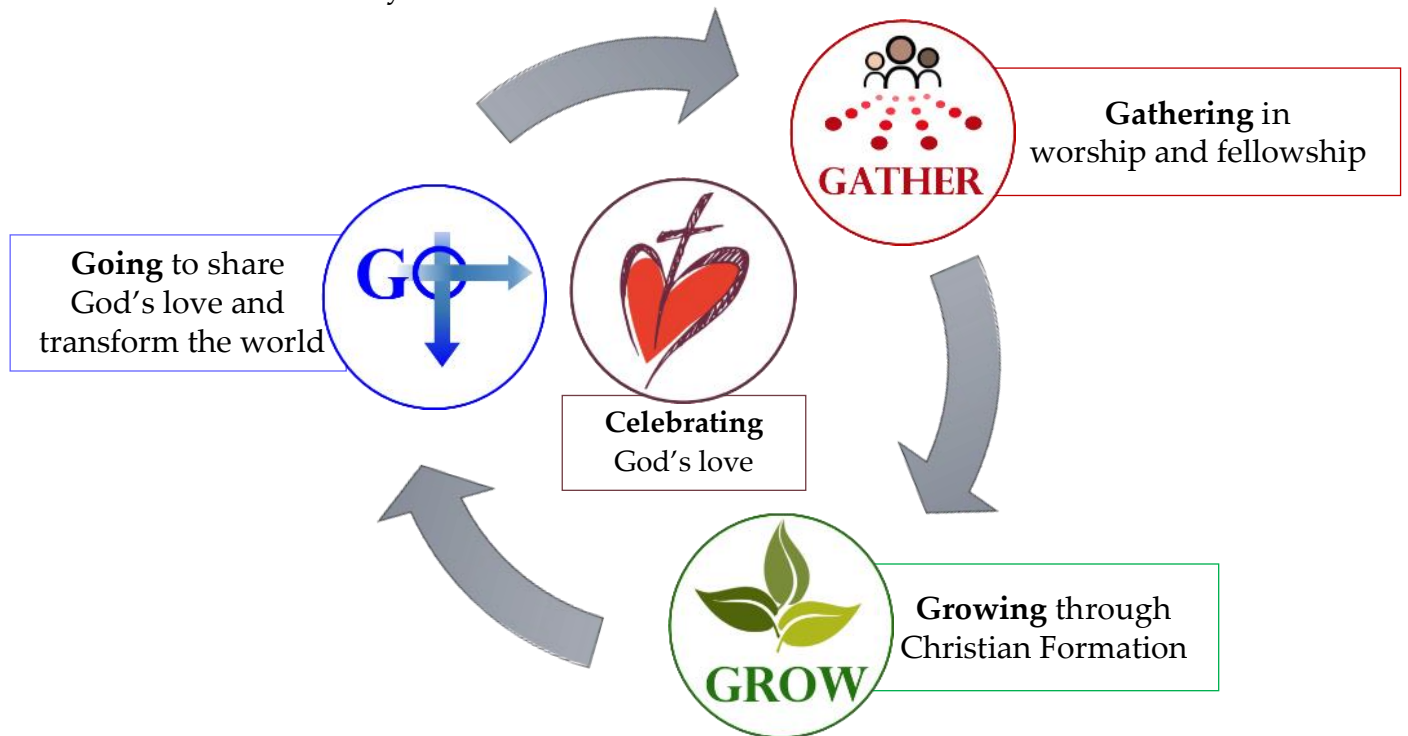 GATHER
Gathering in
worship and fellowship
GO
Going to share
God's love and
transform the world
Celebrating
God's love
GROW
Growing through
Christian Formation